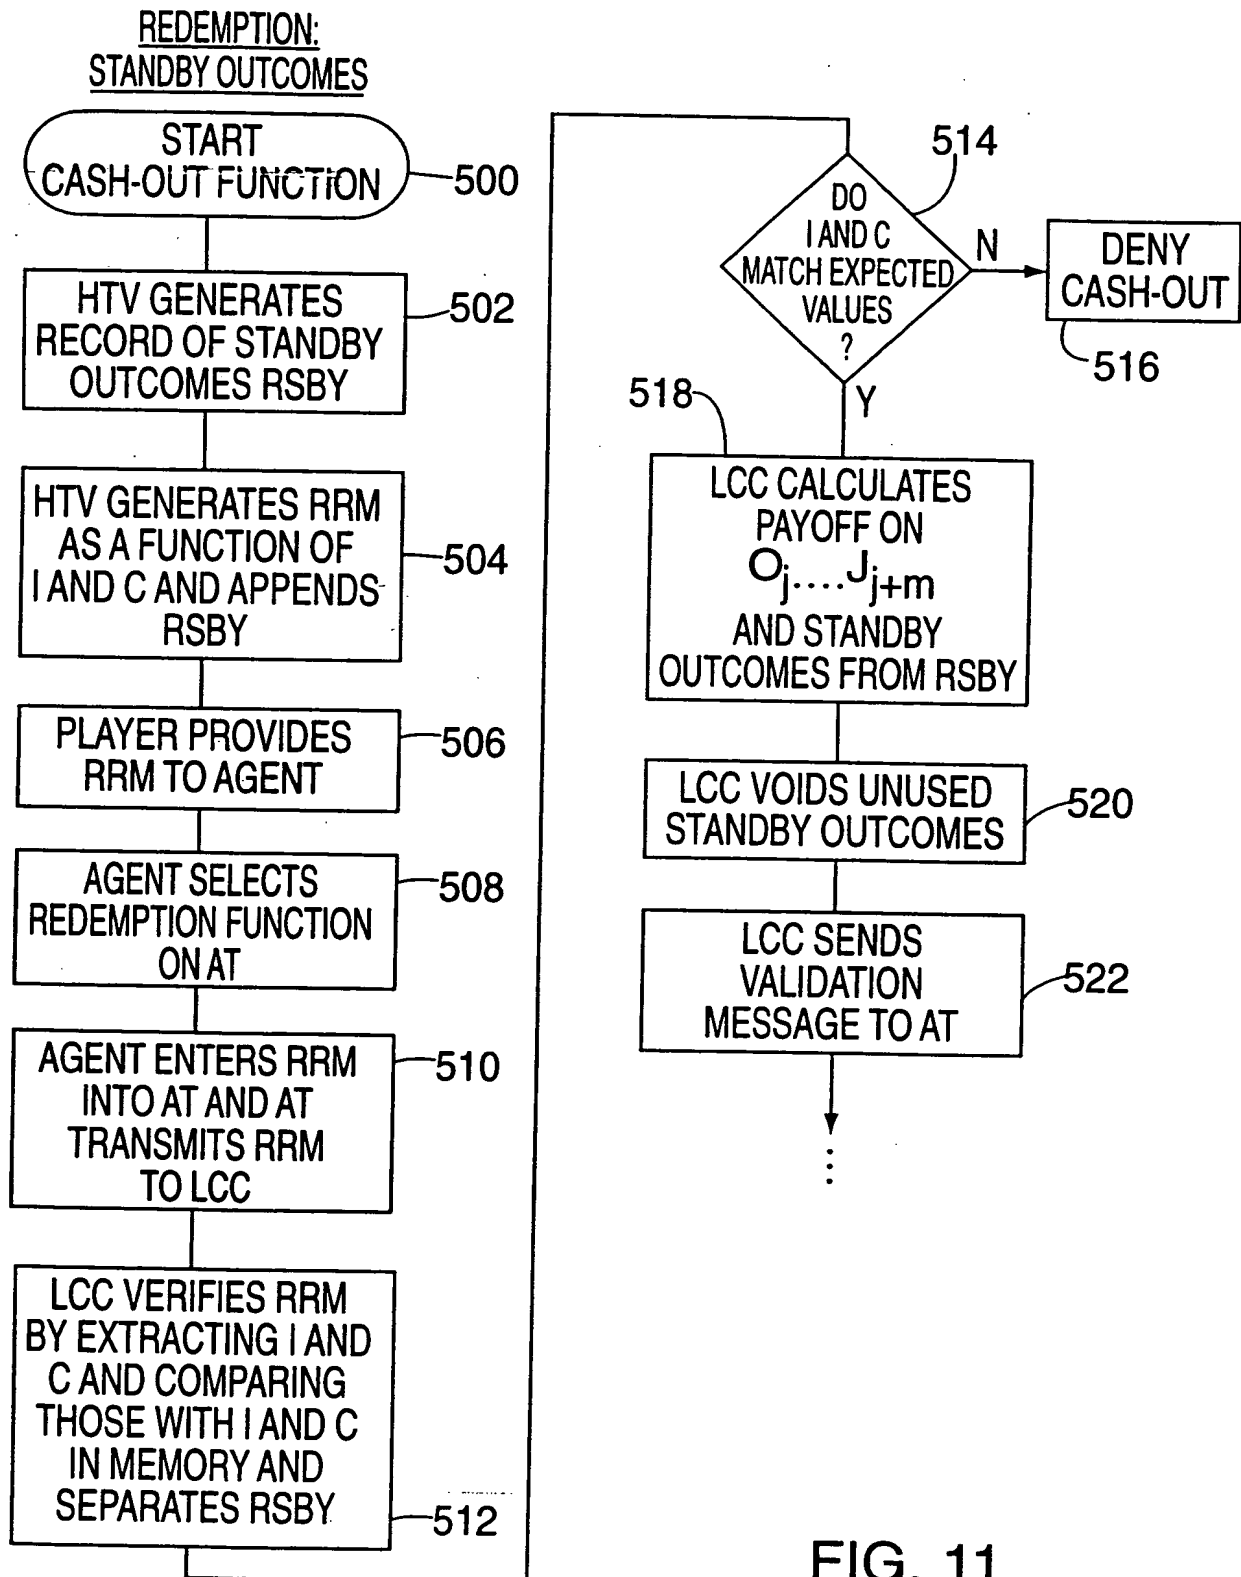 REDEMPTION:
STANDBY OUTCOMES
START
CASH-OUT FUNCTION
500
HTV GENERATES
RECORD OF STANDBY
OUTCOMES RSBY
502
HTV GENERATES RRM
AS A FUNCTION OF
I AND C AND APPENDS
RSBY
504
PLAYER PROVIDES
RRM TO AGENT
506
AGENT SELECTS
REDEMPTION FUNCTION
ON AT
508
AGENT ENTERS RRM
INTO AT AND AT
TRANSMITS RRM
TO LCC
510
LCC VERIFIES RRM
BY EXTRACTING I AND
C AND COMPARING
THOSE WITH I AND C
IN MEMORY AND
SEPARATES RSBY
512
DO
I AND C
MATCH EXPECTED
VALUES
?
514
N
DENY
CASH-OUT
516
Y
518
LCC CALCULATES
PAYOFF ON
Oj....Jj+m
AND STANDBY
OUTCOMES FROM RSBY
LCC VOIDS UNUSED
STANDBY OUTCOMES
520
LCC SENDS
VALIDATION
MESSAGE TO AT
522
⋮
FIG. 11